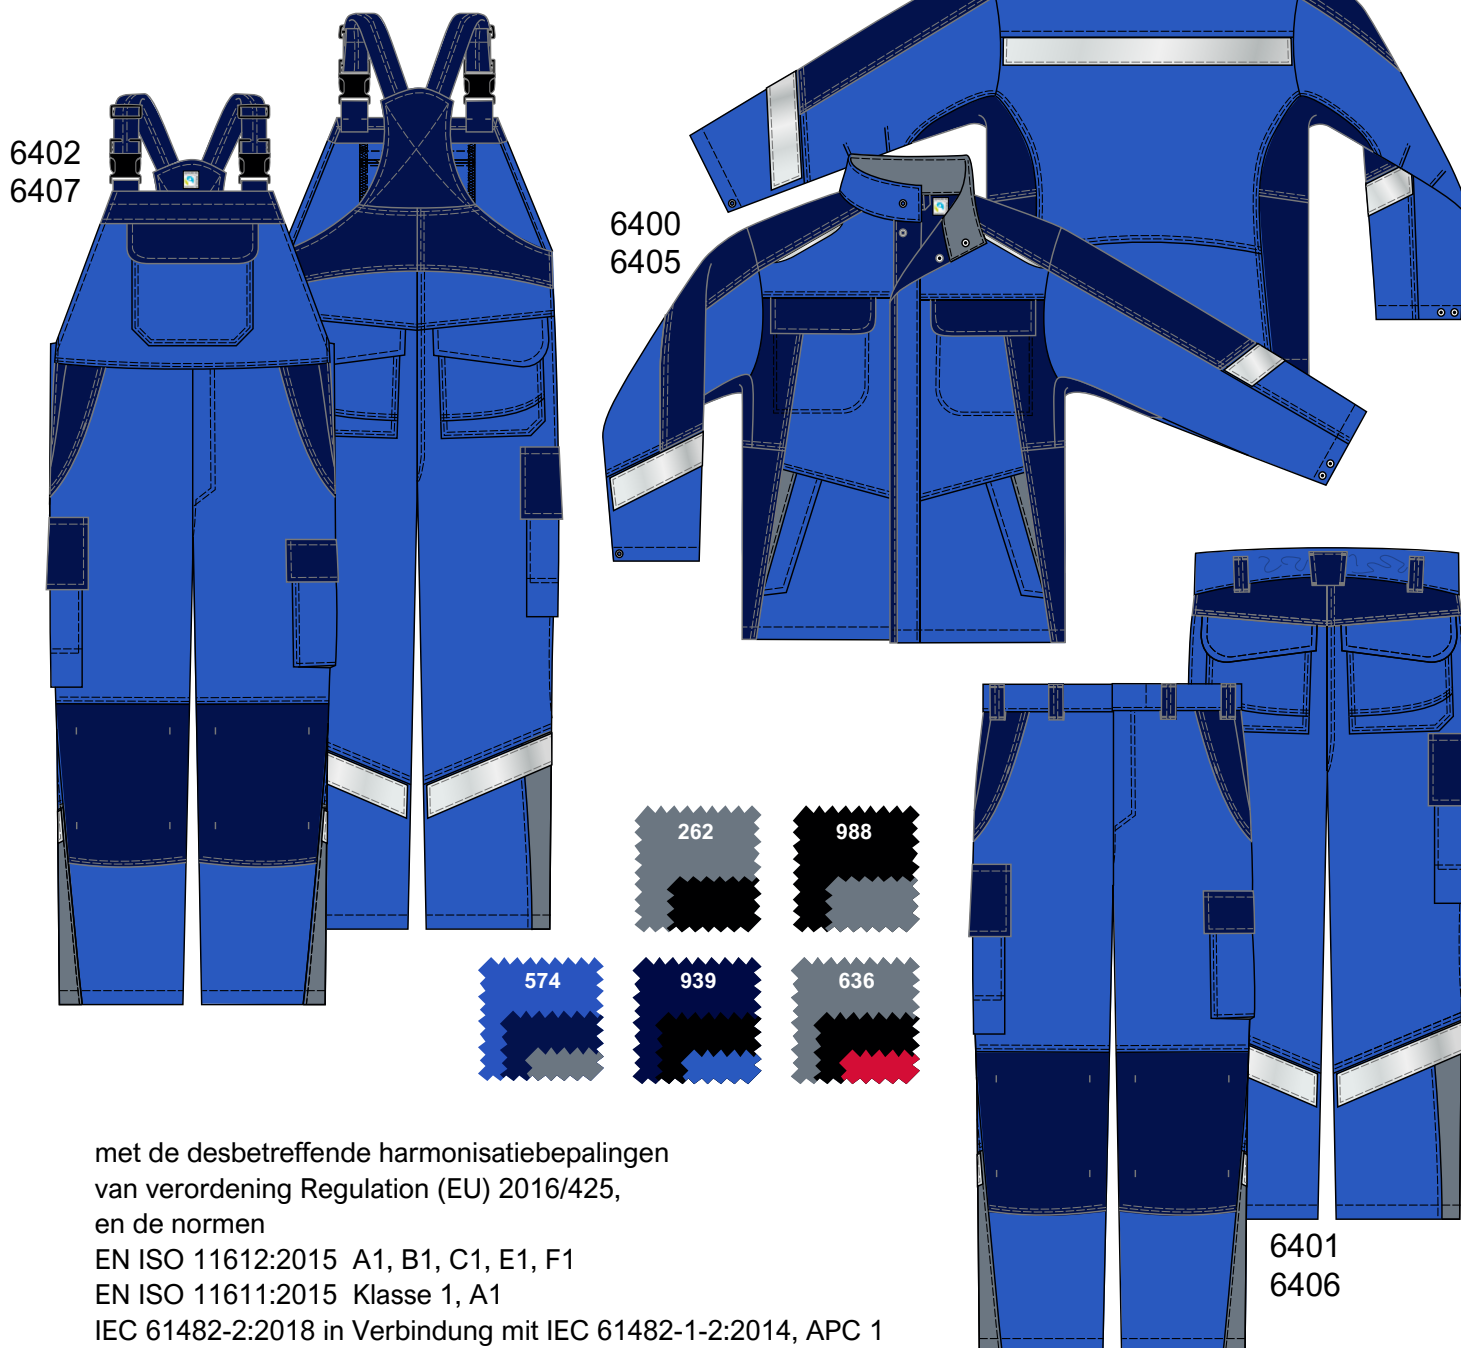 6402
6407
6400
6405
262
988
574
939
636
met de desbetreffende harmonisatiebepalingen
van verordening Regulation (EU) 2016/425,
en de normen
EN ISO 11612:2015  A1, B1, C1, E1, F1
EN ISO 11611:2015  Klasse 1, A1
IEC 61482-2:2018 in Verbindung mit IEC 61482-1-2:2014, APC 1
6401
6406